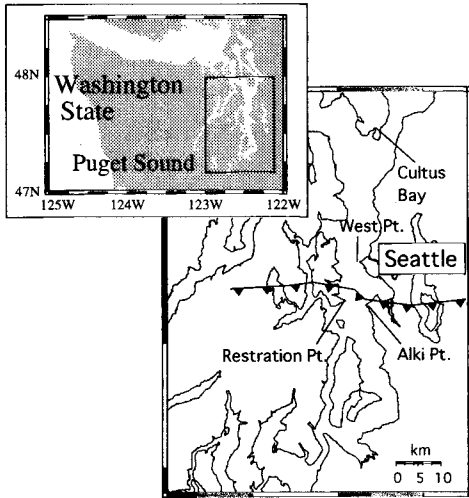 48N
Washington
State
Puget Sound
47N
125W 124W 123W 122W
Cultus
Bay
West Pt.
Seattle
Restration Pt.
Alki Pt.
km
0 5 10